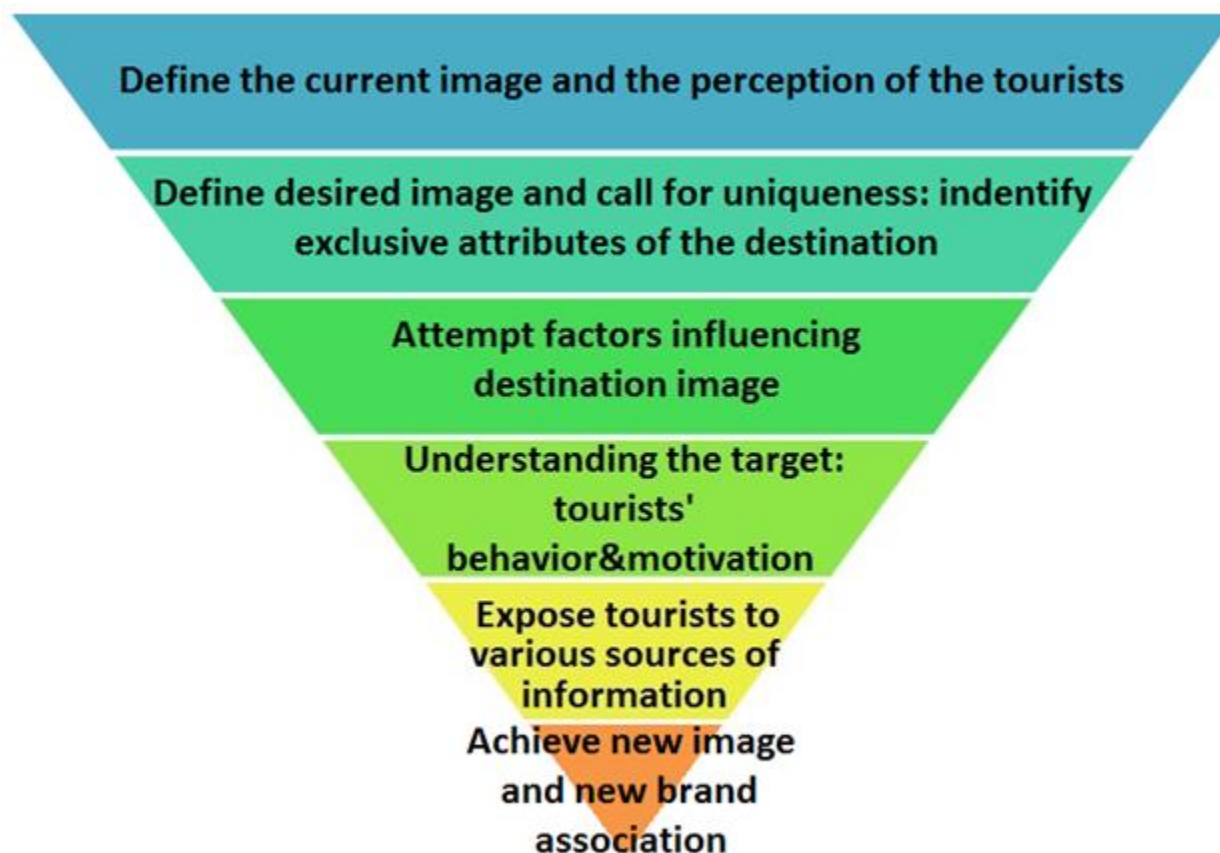 Define the current image and the perception of the tourists
Define desired image and call for uniqueness: indentify
exclusive attributes of the destination
Attempt factors influencing
destination image
Understanding the target:
tourists'
behavior&motivation
Expose tourists to
various sources of
information
Achieve new image
and new brand
association